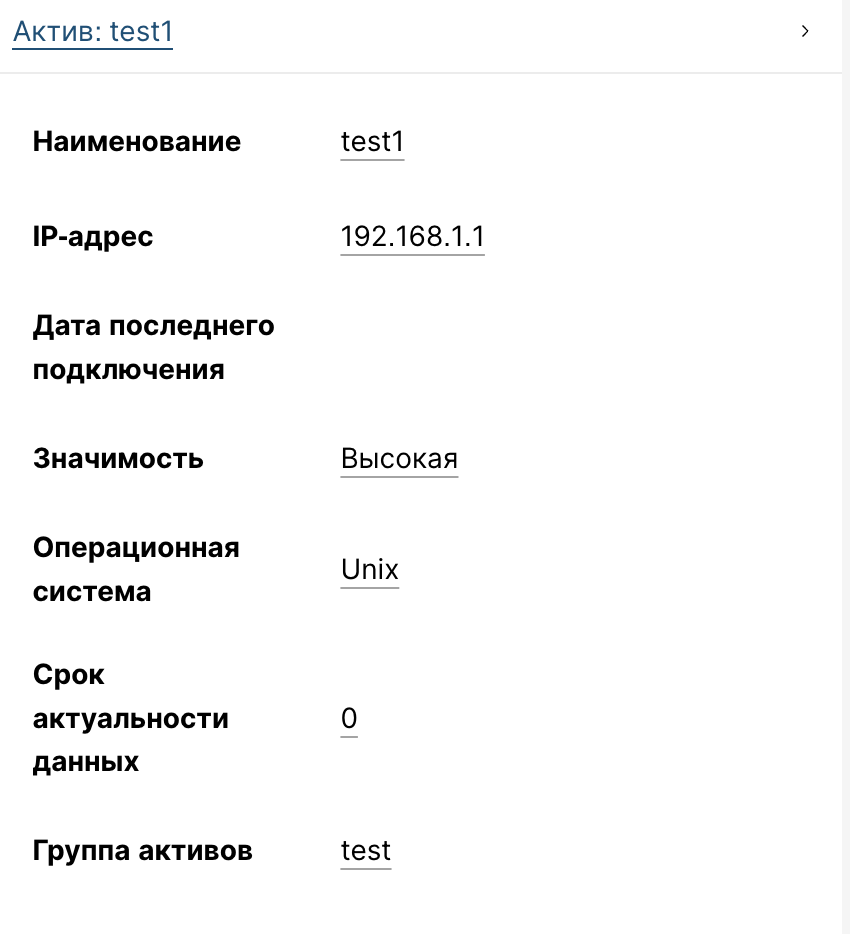 Актив: test1
Наименование test1
IP-адрес 192.168.1.1
Дата последнего
подключения
Значимость Высокая
Операционная
система Unix
Срок
актуальности 0
данных
Группа активов test